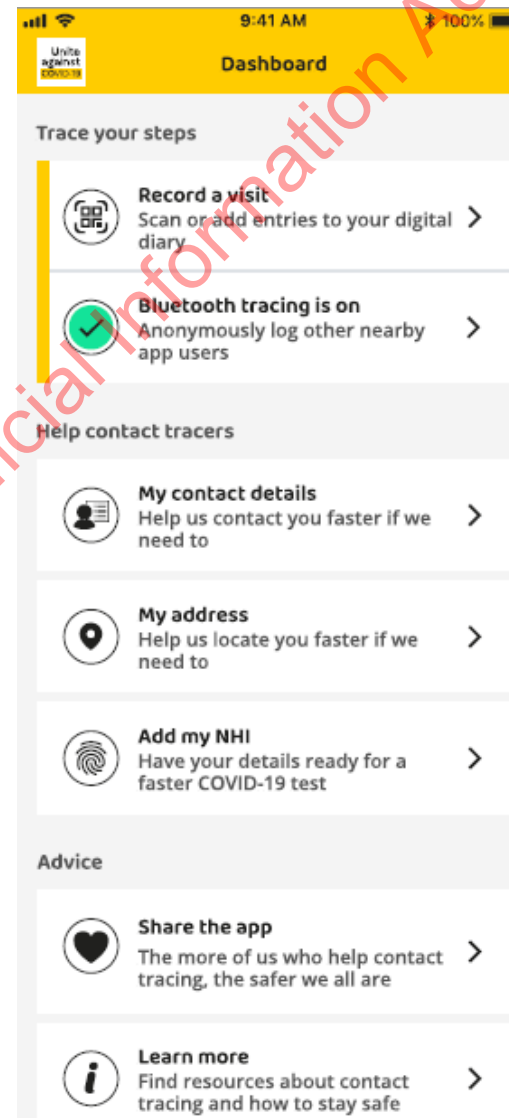 9:41 AM
100%
Unite
against
COVID-19
Dashboard
Trace your steps
Record a visit
Scan or add entries to your digital
diary
Bluetooth tracing is on
Anonymously log other nearby
app users
Help contact tracers
My contact details
Help us contact you faster if we
need to
My address
Help us locate you faster if we
need to
Add my NHI
Have your details ready for a
faster COVID-19 test
Advice
Share the app
The more of us who help contact
tracing, the safer we all are
Learn more
Find resources about contact
tracing and how to stay safe
Information